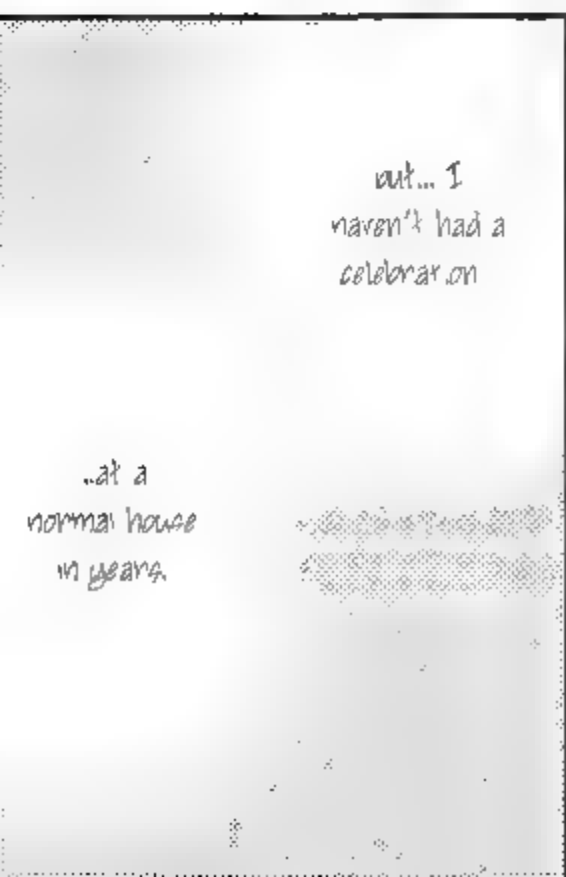 but... I
haven't had a
celebration
...at a
normal house
in years.